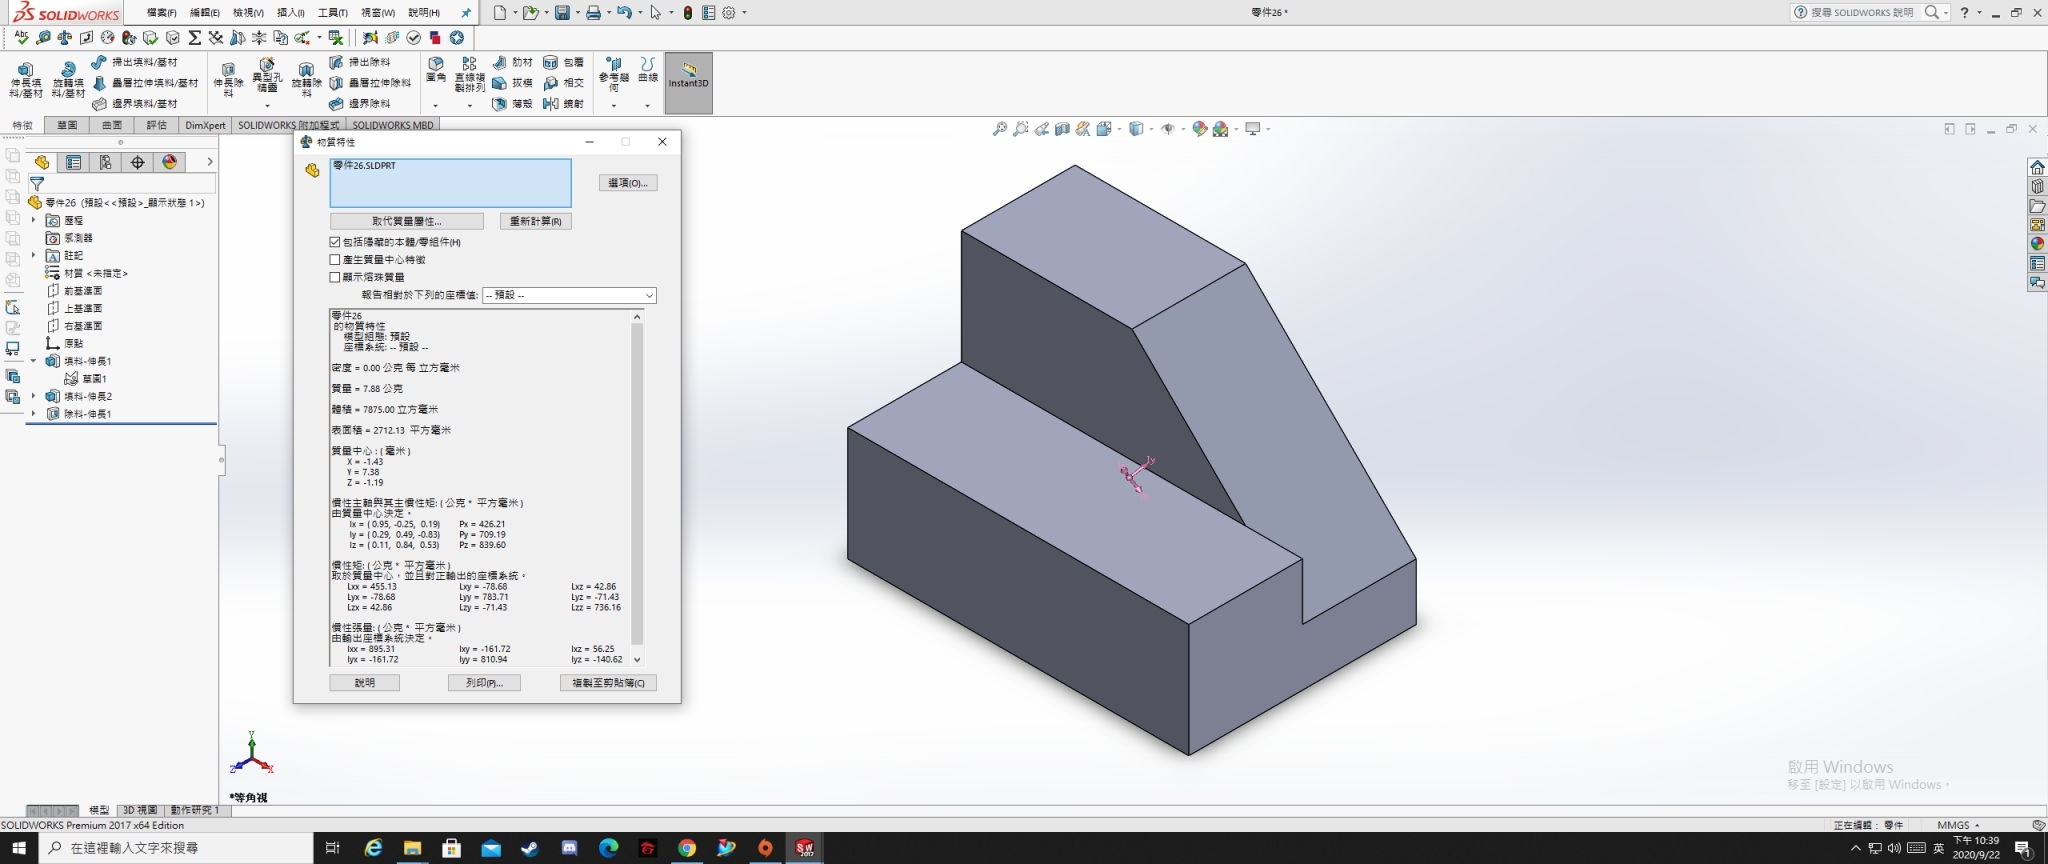 SOLIDWORKS 檔案(F) 編輯(E) 檢視(V) 插入(I) 工具(T) 視窗(W) 說明(H) 零件26 * 搜尋 SOLIDWORKS 說明
伸長填料/基材 旋轉填料/基材 掃出填料/基材 疊層拉伸填料/基材 邊界填料/基材
伸長除料 異型孔精靈 旋轉除料 掃出除料 疊層拉伸除料 邊界除料
圓角 直線複製排列 肋材 拔模 薄殼 包覆 相交 鏡射
參考幾何 曲線 Instant3D
特徵 草圖 曲面 評估 DimXpert SOLIDWORKS 附加程式 SOLIDWORKS MBD
零件26 (預設<<預設>_顯示狀態 1>)
歷程
感測器
註記
材質 <未指定>
前基準面
上基準面
右基準面
原點
填料-伸長1
草圖1
填料-伸長2
除料-伸長1
物質特性
零件26.SLDPRT
選項(O)...
取代質量屬性... 重新計算(R)
包括隱藏的本體/零組件(H)
產生質量中心特徵
顯示熔珠質量
報告相對於下列的座標值: -- 預設 --
零件26
的物質特性
模型組態: 預設
座標系統: -- 預設 --
密度 = 0.00 公克 每 立方毫米
質量 = 7.88 公克
體積 = 7875.00 立方毫米
表面積 = 2712.13 平方毫米
質量中心 : ( 毫米 )
X = -1.43
Y = 7.38
Z = -1.19
慣性主軸與其主慣性矩: ( 公克 * 平方毫米 )
由質量中心決定。
Ix = ( 0.95, -0.25, 0.19) Px = 426.21
Iy = ( 0.29, 0.49, -0.83) Py = 709.19
Iz = ( 0.11, 0.84, 0.53) Pz = 839.60
慣性矩: ( 公克 * 平方毫米 )
取於質量中心，並且對正輸出的座標系統。
Lxx = 455.13 Lxy = -78.68 Lxz = 42.86
Lyx = -78.68 Lyy = 783.71 Lyz = -71.43
Lzx = 42.86 Lzy = -71.43 Lzz = 736.16
慣性張量: ( 公克 * 平方毫米 )
由輸出座標系統決定。
Ixx = 895.31 Ixy = -161.72 Ixz = 56.25
Iyx = -161.72 Iyy = 810.94 Iyz = -140.62
說明 列印(P)... 複製至剪貼簿(C)
Iy
Y
Z X
*等角視
啟用 Windows
移至 [設定] 以啟用 Windows。
模型 3D 視圖 動作研究 1
SOLIDWORKS Premium 2017 x64 Edition 正在編輯： 零件 MMGS
在這裡輸入文字來搜尋 英 下午 10:39
2020/9/22